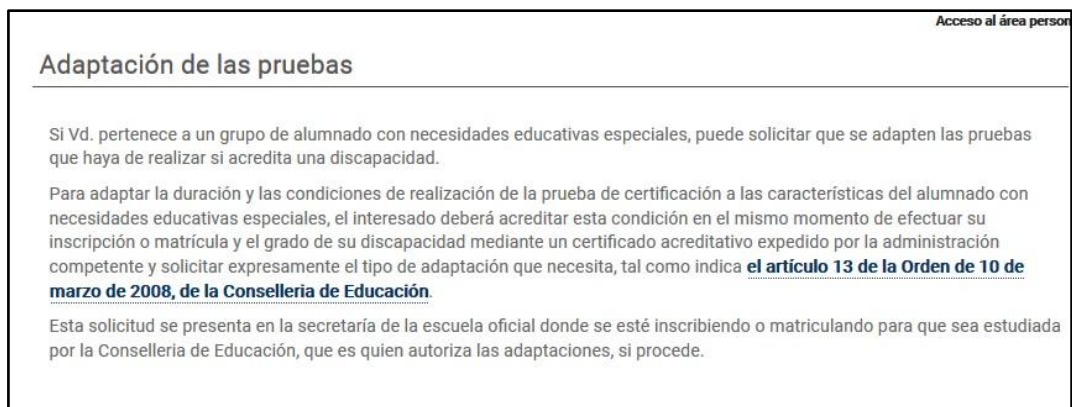 Acceso al área person
Adaptación de las pruebas
Si Vd. pertenece a un grupo de alumnado con necesidades educativas especiales, puede solicitar que se adapten las pruebas
que haya de realizar si acredita una discapacidad.
Para adaptar la duración y las condiciones de realización de la prueba de certificación a las características del alumnado con
necesidades educativas especiales, el interesado deberá acreditar esta condición en el mismo momento de efectuar su
inscripción o matrícula y el grado de su discapacidad mediante un certificado acreditativo expedido por la administración
competente y solicitar expresamente el tipo de adaptación que necesita, tal como indica el artículo 13 de la Orden de 10 de
marzo de 2008, de la Conselleria de Educación.
Esta solicitud se presenta en la secretaría de la escuela oficial donde se esté inscribiendo o matriculando para que sea estudiada
por la Conselleria de Educación, que es quien autoriza las adaptaciones, si procede.